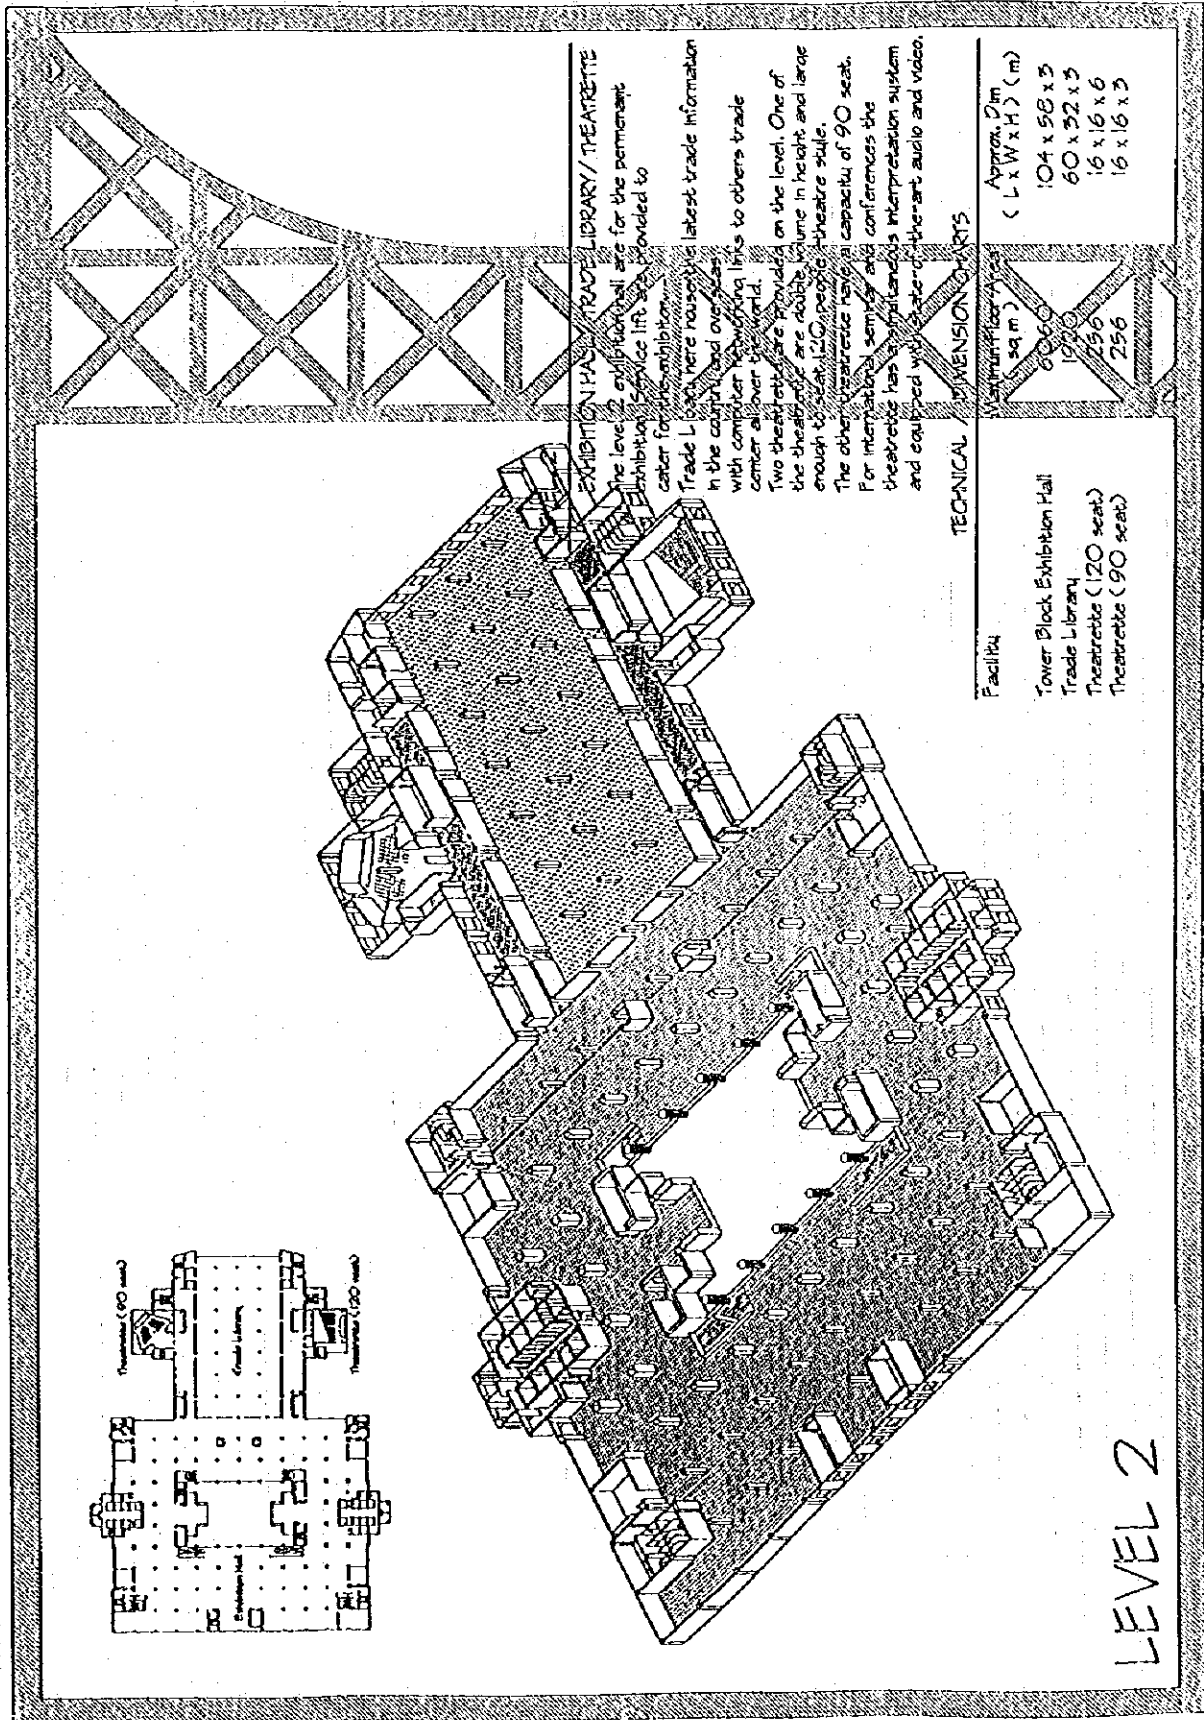 EXHIBITION HALL / TRADE LIBRARY / THEATRETTE
The level 2 exhibition hall are for the permenant
exhibition. Service lift are provided to
cater for the exhibition.
Trade Library here house the latest trade information
in the country and overseas
with computer networking links to others trade
center all over the world.
Two theatrette are provided on the level. One of
the theatrette are double volume in height and large
enough to seat 120 people theatre style.
The other theatrette have a capacity of 90 seat.
For international seminar and conferences the
theatrete has a simultaneous interpretation system
and equipped with state-of-the-art audio and video.
TECHNICAL / DIMENSION CHARTS
Facility Maximum Floor Area ( sq m ) Approx. Dim ( L x W x H ) ( m )
Tower Block Exhibition Hall 104 x 58 x 3
Trade Library 1920 60 x 32 x 3
Theatrette (120 seat) 256 16 x 16 x 6
Theatrette (90 seat) 256 16 x 16 x 3
Theatrette (90 seat)
Trade Library
Theatrette (120 seat)
Exhibition Hall
LEVEL 2